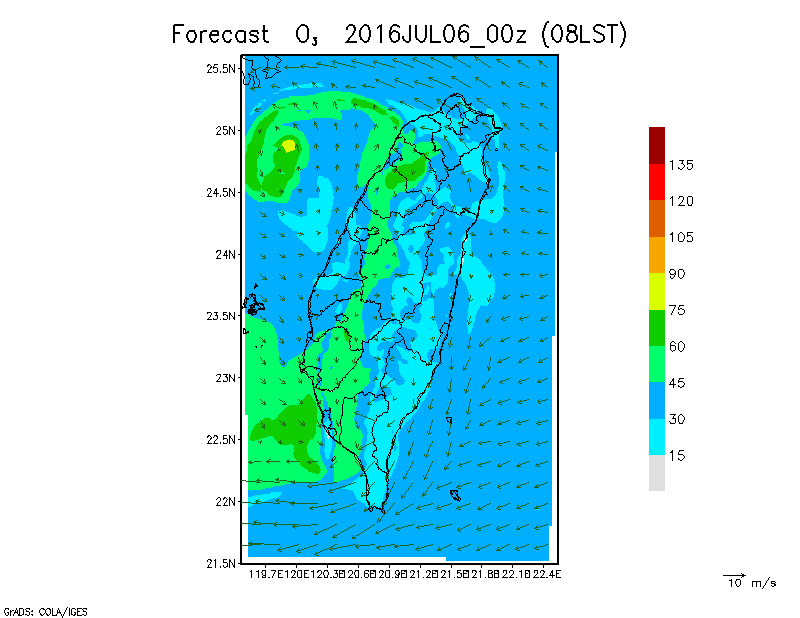 Forecast O₃ 2016JUL06_00z (08LST)
25.5N
25N
24.5N
24N
23.5N
23N
22.5N
22N
21.5N
119.7E 120E 120.3E 120.6E 120.9E 121.2E 121.5E 121.8E 122.1E 122.4E
135
120
105
90
75
60
45
30
15
10 m/s
GrADS: COLA/IGES